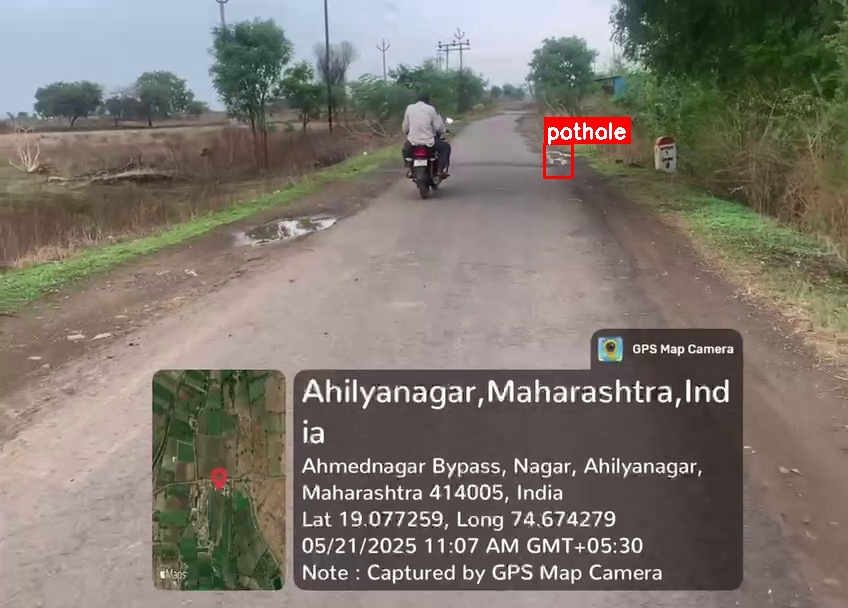 pothole
GPS Map Camera
Ahilyanagar,Maharashtra,Ind
ia
Ahmednagar Bypass, Nagar, Ahilyanagar,
Maharashtra 414005, India
Lat 19.077259, Long 74.674279
05/21/2025 11:07 AM GMT+05:30
Note : Captured by GPS Map Camera
Maps